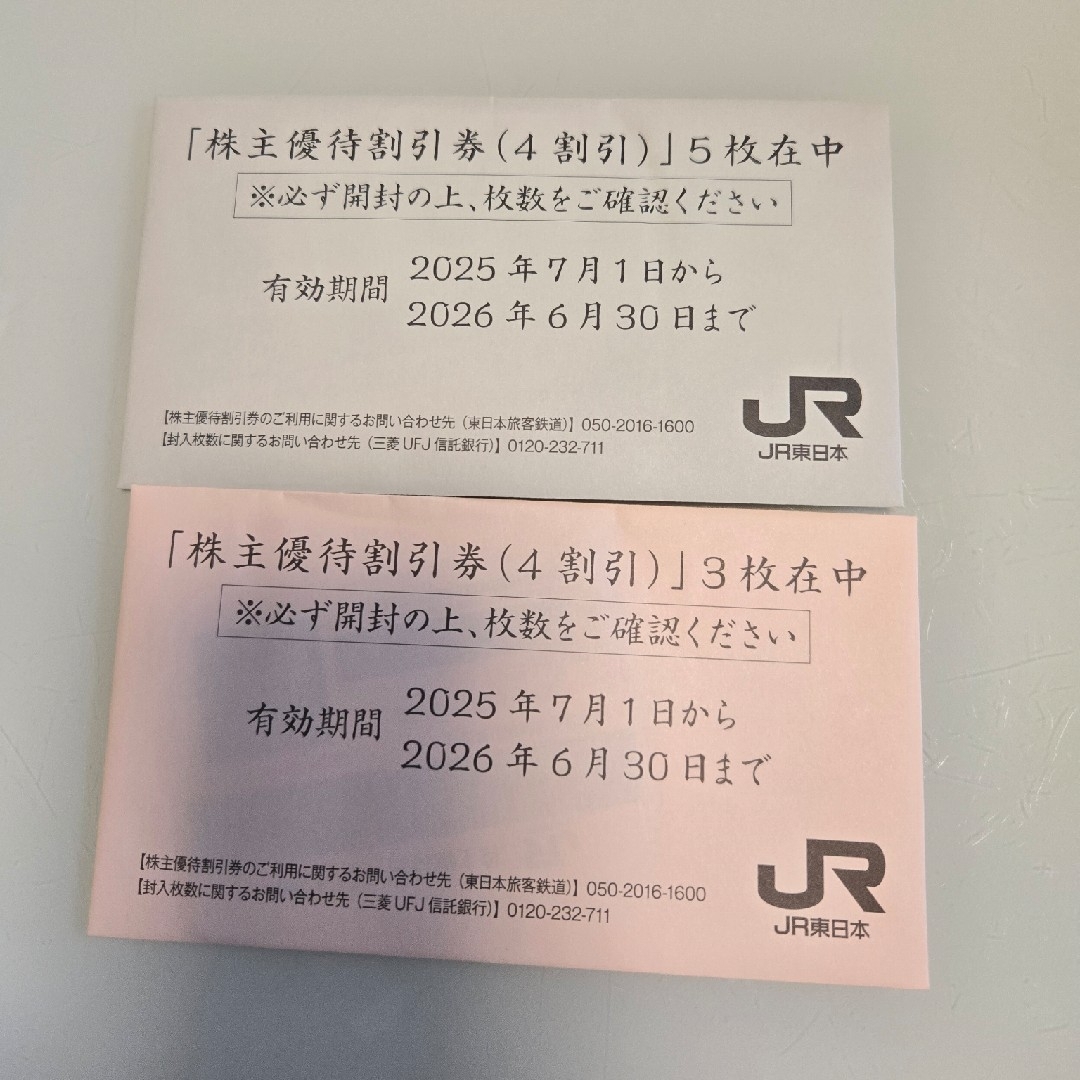 「株主優待割引券(4割引)」5枚在中
※必ず開封の上、枚数をご確認ください
有効期間
2025年7月1日から
2026年6月30日まで
【株主優待割引券のご利用に関するお問い合わせ先（東日本旅客鉄道）】050-2016-1600
【封入枚数に関するお問い合わせ先（三菱UFJ信託銀行）】0120-232-711
JR
JR東日本
「株主優待割引券(4割引)」3枚在中
※必ず開封の上、枚数をご確認ください
有効期間
2025年7月1日から
2026年6月30日まで
【株主優待割引券のご利用に関するお問い合わせ先（東日本旅客鉄道）】050-2016-1600
【封入枚数に関するお問い合わせ先（三菱UFJ信託銀行）】0120-232-711
JR
JR東日本